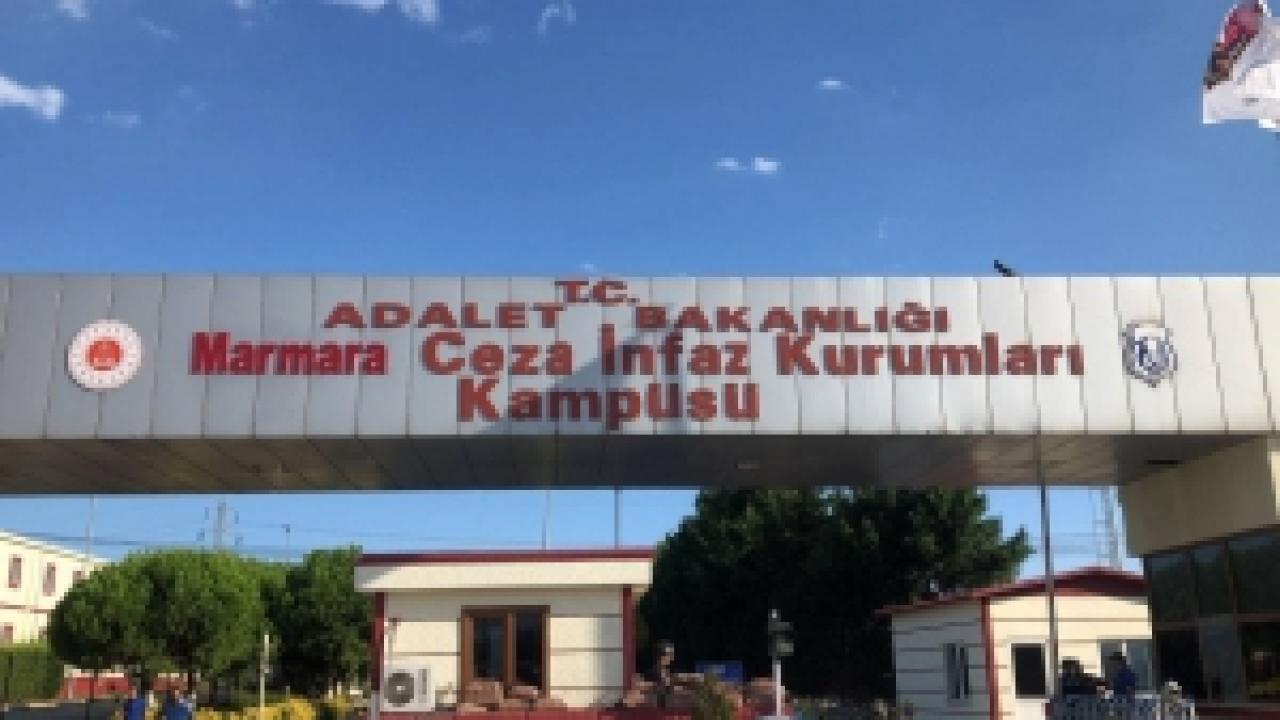 T.C.
ADALET BAKANLIĞI
Marmara Ceza İnfaz Kurumları
Kampüsü